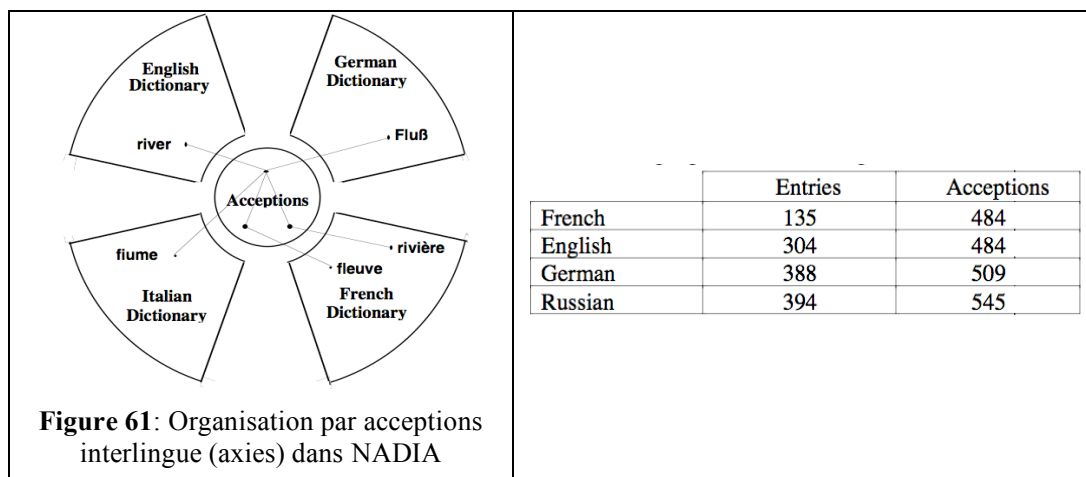 English
Dictionary
German
Dictionary
river
Fluß
Acceptions
fiume
rivière
fleuve
Italian
Dictionary
French
Dictionary
Figure 61: Organisation par acceptions
interlingue (axies) dans NADIA
Entries Acceptions
French 135 484
English 304 484
German 388 509
Russian 394 545